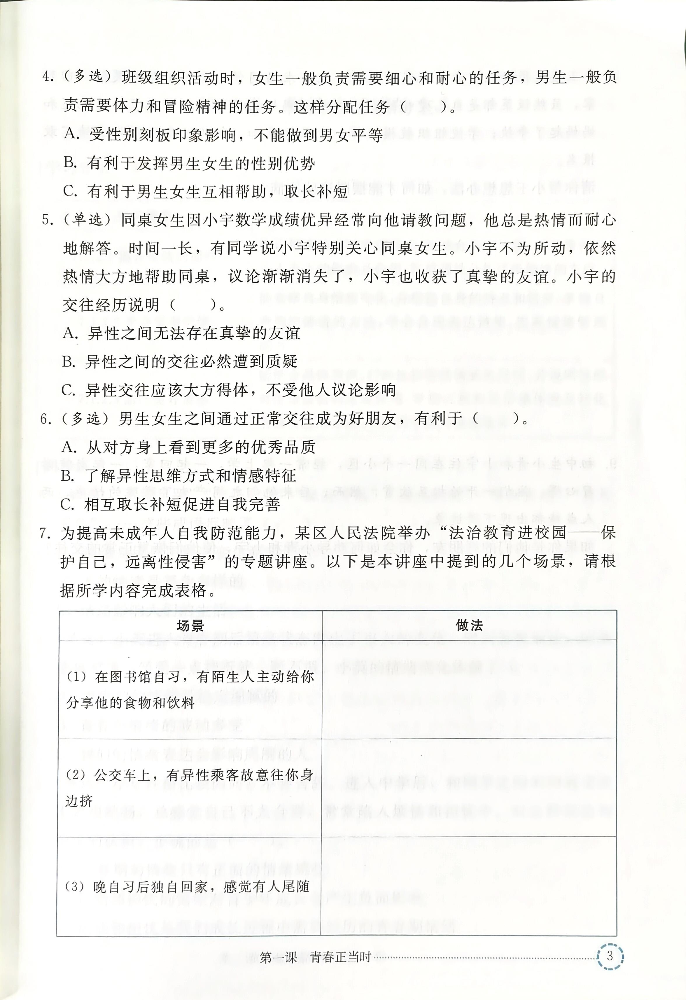 4.（多选）班级组织活动时，女生一般负责需要细心和耐心的任务，男生一般负
责需要体力和冒险精神的任务。这样分配任务（　　）。
A. 受性别刻板印象影响，不能做到男女平等
B. 有利于发挥男生女生的性别优势
C. 有利于男生女生互相帮助，取长补短
5.（单选）同桌女生因小宇数学成绩优异经常向他请教问题，他总是热情而耐心
地解答。时间一长，有同学说小宇特别关心同桌女生。小宇不为所动，依然
热情大方地帮助同桌，议论渐渐消失了，小宇也收获了真挚的友谊。小宇的
交往经历说明（　　）。
A. 异性之间无法存在真挚的友谊
B. 异性之间的交往必然遭到质疑
C. 异性交往应该大方得体，不受他人议论影响
6.（多选）男生女生之间通过正常交往成为好朋友，有利于（　　）。
A. 从对方身上看到更多的优秀品质
B. 了解异性思维方式和情感特征
C. 相互取长补短促进自我完善
7. 为提高未成年人自我防范能力，某区人民法院举办“法治教育进校园——保
护自己，远离性侵害”的专题讲座。以下是本讲座中提到的几个场景，请根
据所学内容完成表格。
场景　做法
（1）在图书馆自习，有陌生人主动给你
分享他的食物和饮料
（2）公交车上，有异性乘客故意往你身
边挤
（3）晚自习后独自回家，感觉有人尾随
第一课　青春正当时　3